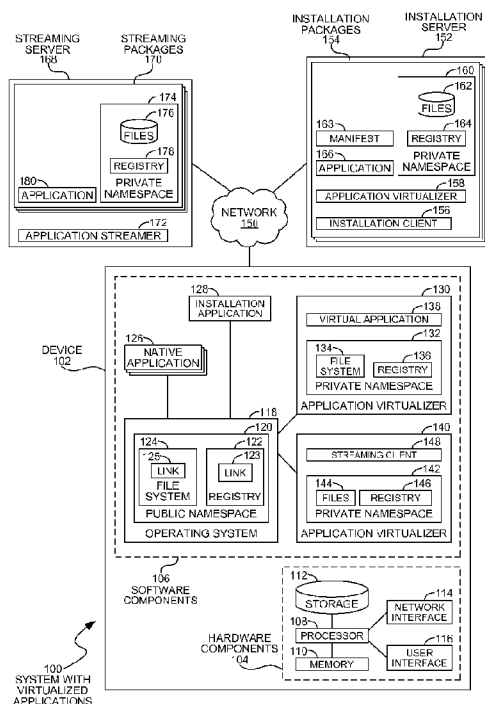 STREAMING
SERVER
168
STREAMING
PACKAGES
170
INSTALLATION
PACKAGES
154
INSTALLATION
SERVER
152
174
176
FILES
178
REGISTRY
PRIVATE
NAMESPACE
180
APPLICATION
APPLICATION STREAMER
172
160
162
FILES
163
MANIFEST
164
REGISTRY
166
APPLICATION
PRIVATE
NAMESPACE
158
APPLICATION VIRTUALIZER
156
INSTALLATION CLIENT
NETWORK
150
DEVICE
102
128
INSTALLATION
APPLICATION
126
NATIVE
APPLICATION
130
138
VIRTUAL APPLICATION
132
134
FILE
SYSTEM
136
REGISTRY
PRIVATE NAMESPACE
APPLICATION VIRTUALIZER
118
120
124
122
125
LINK
123
LINK
FILE
SYSTEM
REGISTRY
PUBLIC NAMESPACE
OPERATING SYSTEM
140
148
STREAMING CLIENT
142
144
FILES
146
REGISTRY
PRIVATE NAMESPACE
APPLICATION VIRTUALIZER
106
SOFTWARE
COMPONENTS
112
STORAGE
114
NETWORK
INTERFACE
108
PROCESSOR
116
USER
INTERFACE
110
MEMORY
HARDWARE
COMPONENTS
104
100
SYSTEM WITH
VIRTUALIZED
APPLICATIONS